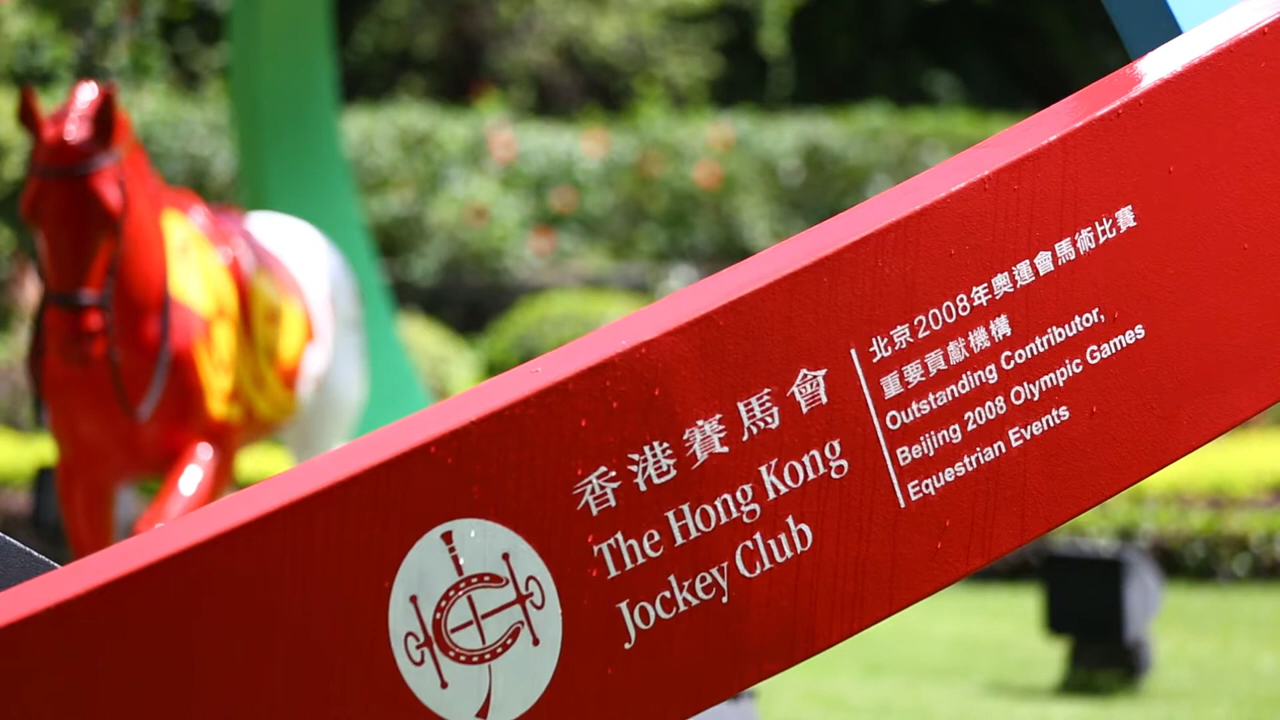 香港賽馬會
The Hong Kong
Jockey Club
北京2008年奧運會馬術比賽
重要貢獻機構
Outstanding Contributor,
Beijing 2008 Olympic Games
Equestrian Events